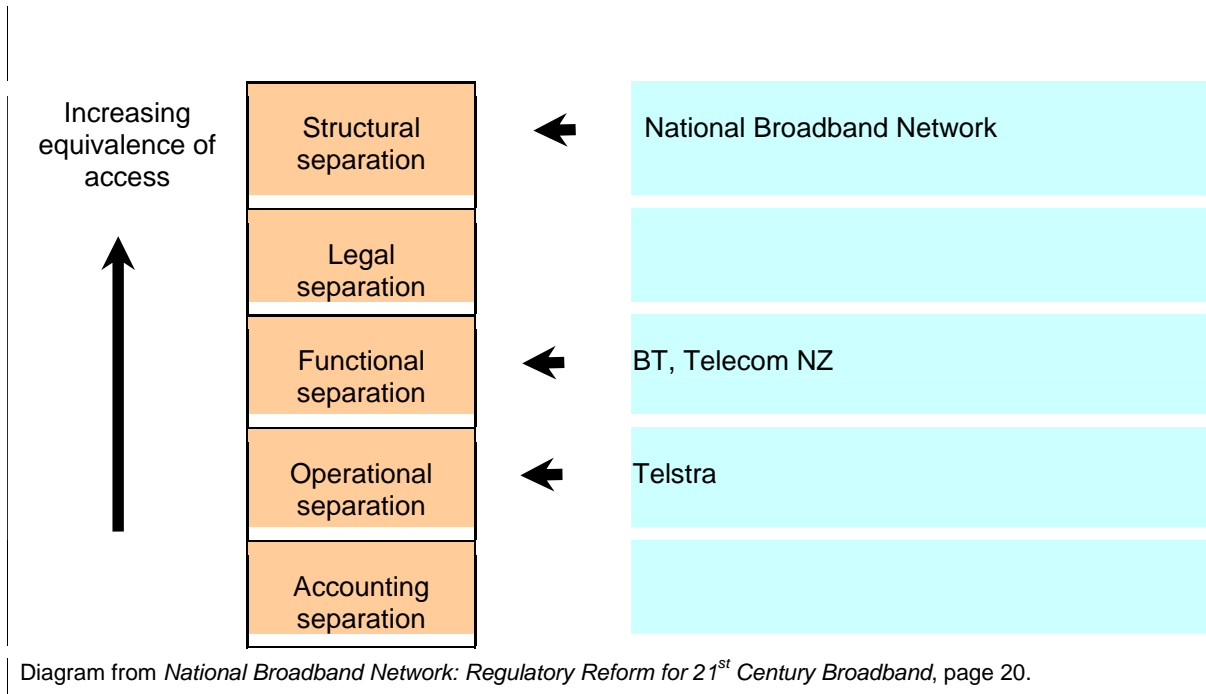 Increasing
equivalence of
access
Structural
separation
National Broadband Network
Legal
separation
Functional
separation
BT, Telecom NZ
Operational
separation
Telstra
Accounting
separation
Diagram from National Broadband Network: Regulatory Reform for 21st Century Broadband, page 20.